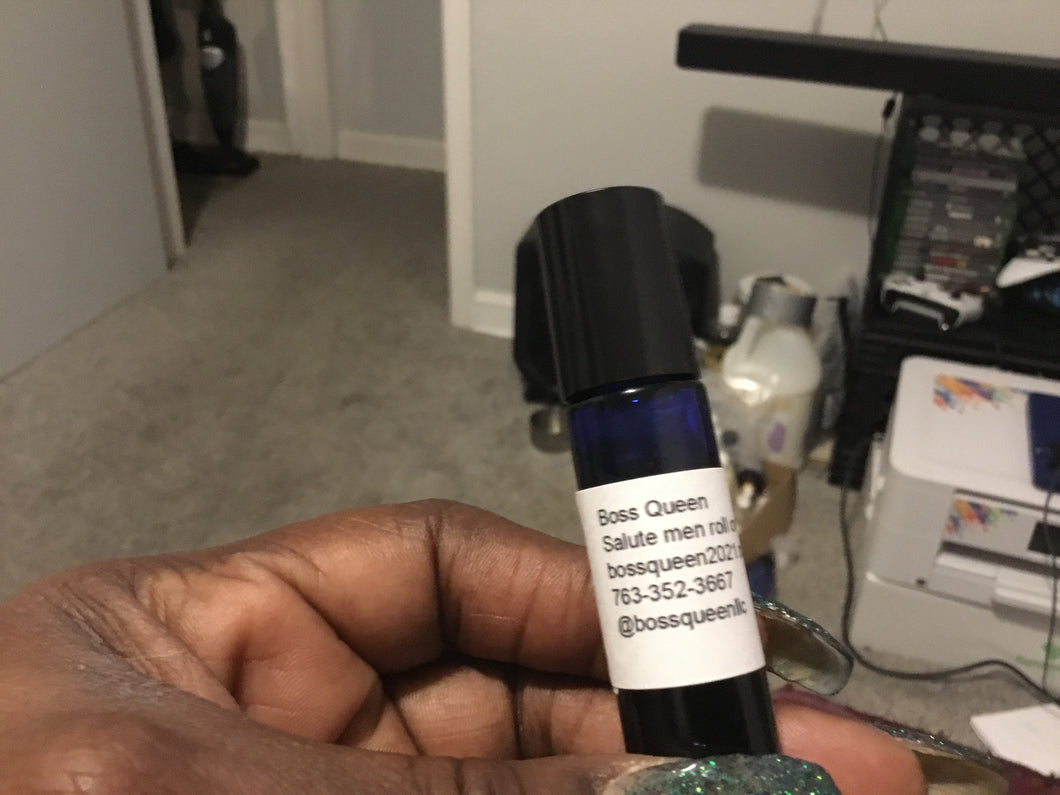 Boss Queen
Salute men roll
bossqueen2021
763-352-3667
@bossqueenllc